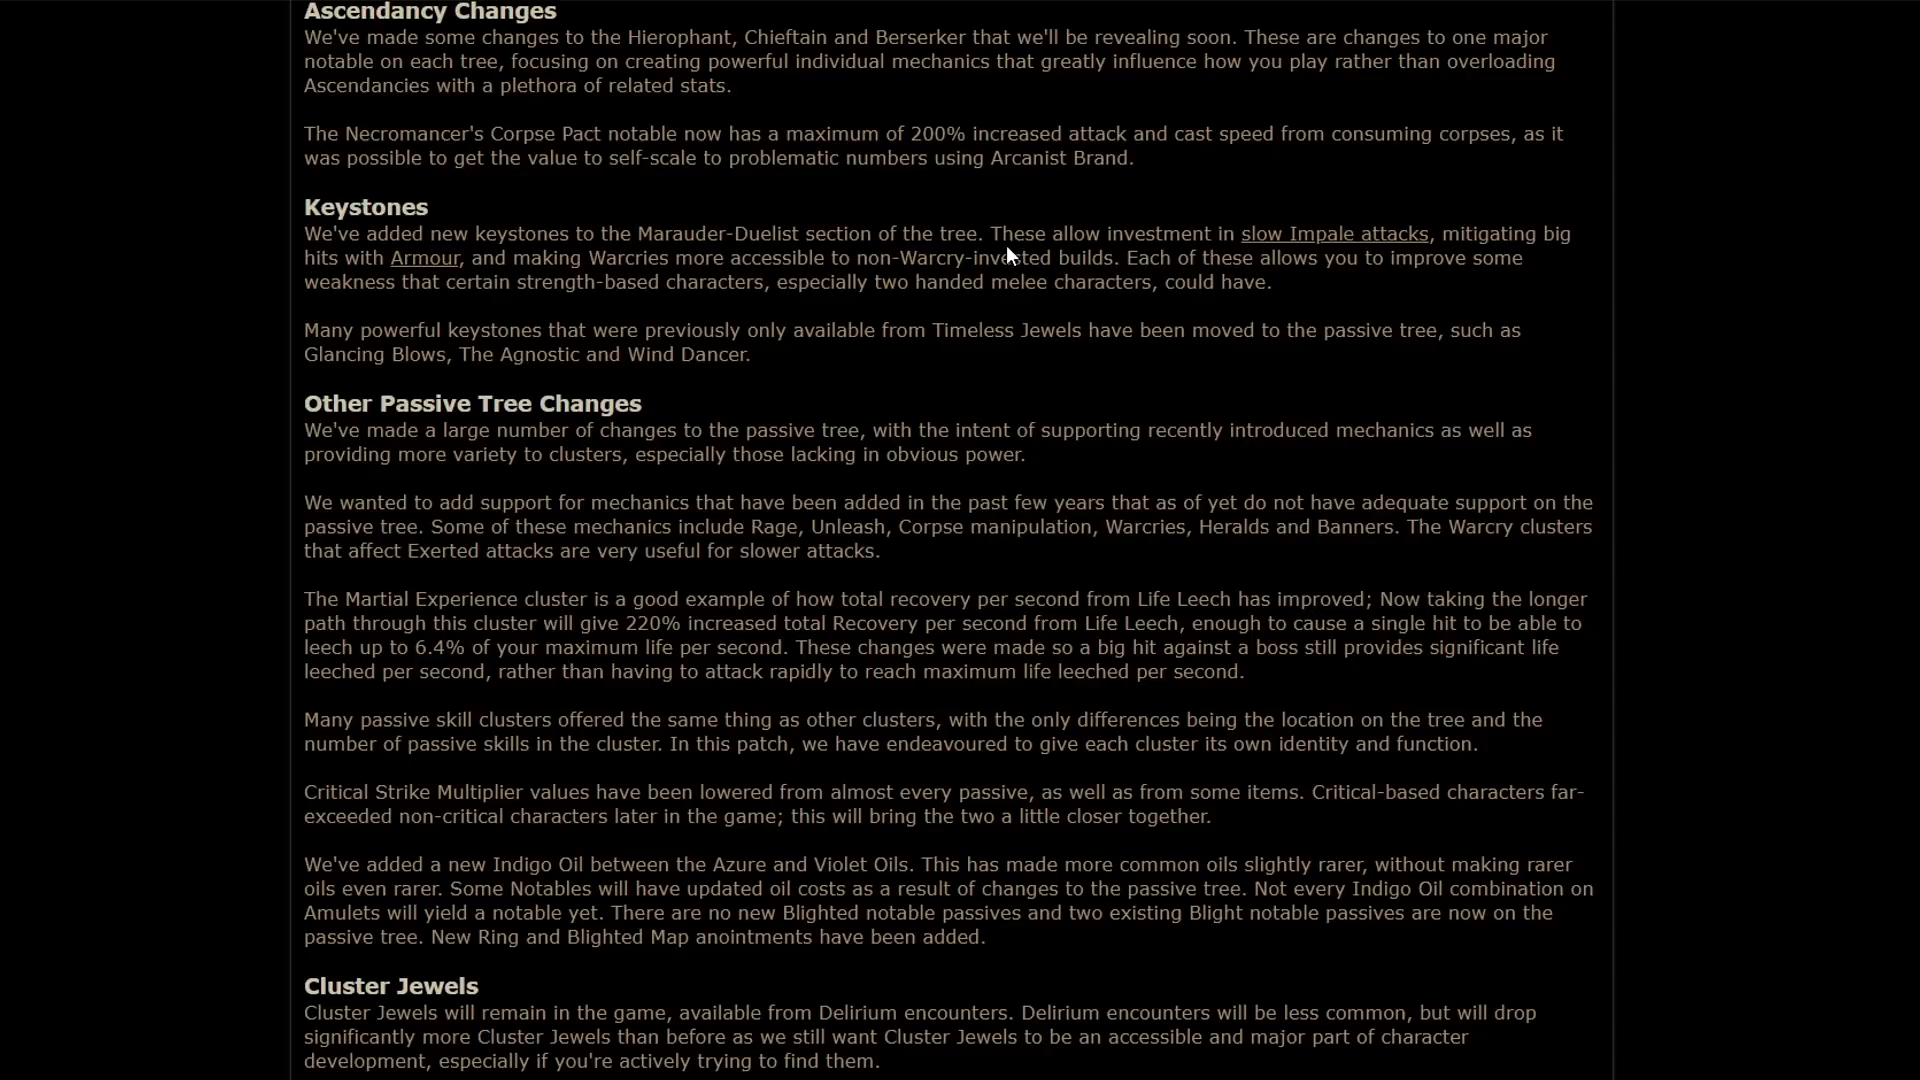 Ascendancy Changes
We've made some changes to the Hierophant, Chieftain and Berserker that we'll be revealing soon. These are changes to one major
notable on each tree, focusing on creating powerful individual mechanics that greatly influence how you play rather than overloading
Ascendancies with a plethora of related stats.
The Necromancer's Corpse Pact notable now has a maximum of 200% increased attack and cast speed from consuming corpses, as it
was possible to get the value to self-scale to problematic numbers using Arcanist Brand.
Keystones
We've added new keystones to the Marauder-Duelist section of the tree. These allow investment in slow Impale attacks, mitigating big
hits with Armour, and making Warcries more accessible to non-Warcry-invested builds. Each of these allows you to improve some
weakness that certain strength-based characters, especially two handed melee characters, could have.
Many powerful keystones that were previously only available from Timeless Jewels have been moved to the passive tree, such as
Glancing Blows, The Agnostic and Wind Dancer.
Other Passive Tree Changes
We've made a large number of changes to the passive tree, with the intent of supporting recently introduced mechanics as well as
providing more variety to clusters, especially those lacking in obvious power.
We wanted to add support for mechanics that have been added in the past few years that as of yet do not have adequate support on the
passive tree. Some of these mechanics include Rage, Unleash, Corpse manipulation, Warcries, Heralds and Banners. The Warcry clusters
that affect Exerted attacks are very useful for slower attacks.
The Martial Experience cluster is a good example of how total recovery per second from Life Leech has improved; Now taking the longer
path through this cluster will give 220% increased total Recovery per second from Life Leech, enough to cause a single hit to be able to
leech up to 6.4% of your maximum life per second. These changes were made so a big hit against a boss still provides significant life
leeched per second, rather than having to attack rapidly to reach maximum life leeched per second.
Many passive skill clusters offered the same thing as other clusters, with the only differences being the location on the tree and the
number of passive skills in the cluster. In this patch, we have endeavoured to give each cluster its own identity and function.
Critical Strike Multiplier values have been lowered from almost every passive, as well as from some items. Critical-based characters far-
exceeded non-critical characters later in the game; this will bring the two a little closer together.
We've added a new Indigo Oil between the Azure and Violet Oils. This has made more common oils slightly rarer, without making rarer
oils even rarer. Some Notables will have updated oil costs as a result of changes to the passive tree. Not every Indigo Oil combination on
Amulets will yield a notable yet. There are no new Blighted notable passives and two existing Blight notable passives are now on the
passive tree. New Ring and Blighted Map anointments have been added.
Cluster Jewels
Cluster Jewels will remain in the game, available from Delirium encounters. Delirium encounters will be less common, but will drop
significantly more Cluster Jewels than before as we still want Cluster Jewels to be an accessible and major part of character
development, especially if you're actively trying to find them.